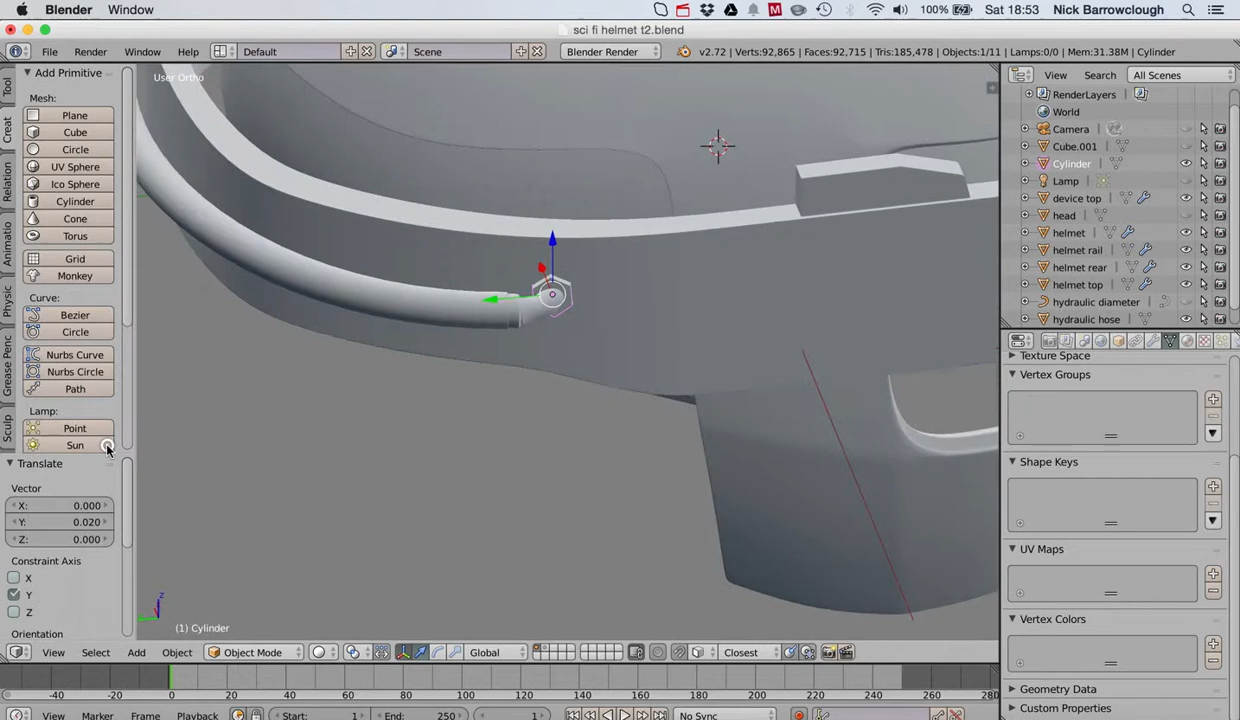 Blender Window 100% Sat 18:53 Nick Barrowclough
sci fi helmet t2.blend
File Render Window Help Default Scene Blender Render v2.72 | Verts:92,865 | Faces:92,715 | Tris:185,478 | Objects:1/11 | Lamps:0/0 | Mem:31.38M | Cylinder
Add Primitive
Mesh:
Plane
Cube
Circle
UV Sphere
Ico Sphere
Cylinder
Cone
Torus
Grid
Monkey
Curve:
Bezier
Circle
Nurbs Curve
Nurbs Circle
Path
Lamp:
Point
Sun
Tool
Creat
Relation
Animatio
Physic
Grease Penc
Sculp
Translate
Vector
X: 0.000
Y: 0.020
Z: 0.000
Constraint Axis
X
Y
Z
Orientation
User Ortho
z
(1) Cylinder
View Select Add Object Object Mode Global Closest
-40 -20 0 20 40 60 80 100 120 140 160 180 200 220 240 260 280
View Marker Frame Playback Start: 1 End: 250 1 No Sync
View Search All Scenes
RenderLayers
World
Camera
Cube.001
Cylinder
Lamp
device top
head
helmet
helmet rail
helmet rear
helmet top
hydraulic diameter
hydraulic hose
Texture Space
Vertex Groups
Shape Keys
UV Maps
Vertex Colors
Geometry Data
Custom Properties